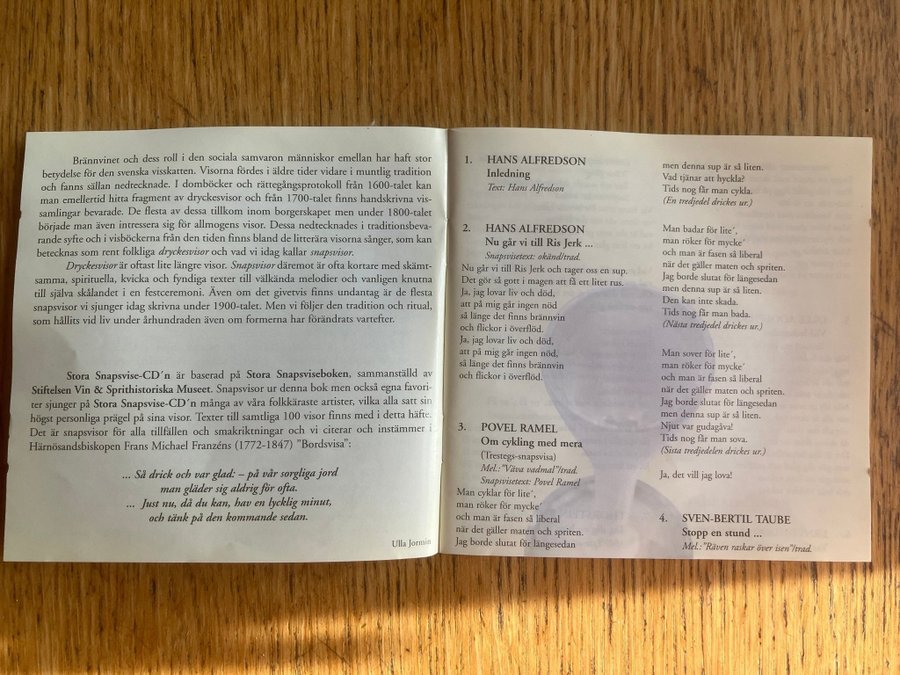 Brännvinet och dess roll i den sociala samvaron människor emellan har haft stor
betydelse för den svenska visskatten. Visorna fördes i äldre tider vidare i muntlig tradition
och fanns sällan nedtecknade. I domböcker och rättegångsprotokoll från 1600-talet kan
man emellertid hitta fragment av dryckesvisor och från 1700-talet finns handskrivna vis-
samlingar bevarade. De flesta av dessa tillkom inom borgerskapet men under 1800-talet
började man även intressera sig för allmogens visor. Dessa nedtecknades i traditionsbeva-
rande syfte och i visböckerna från den tiden finns bland de litterära visorna sånger, som kan
betecknas som rent folkliga dryckesvisor och vad vi idag kallar snapsvisor.
Dryckesvisor är oftast lite längre visor. Snapsvisor däremot är ofta kortare med skämt-
samma, spirituella, kvicka och fyndiga texter till välkända melodier och vanligen knutna
till själva skålandet i en festceremoni. Även om det givetvis finns undantag är de flesta
snapsvisor vi sjunger idag skrivna under 1900-talet. Men vi följer den tradition och ritual,
som hållits vid liv under århundraden även om formerna har förändrats vartefter.
Stora Snapsvise-CD´n är baserad på Stora Snapsviseboken, sammanställd av
Stiftelsen Vin & Sprithistoriska Museet. Snapsvisor ur denna bok men också egna favori-
ter sjunger på Stora Snapsvise-CD´n många av våra folkkäraste artister, vilka alla satt sin
högst personliga prägel på sina visor. Texter till samtliga 100 visor finns med i detta häfte.
Det är snapsvisor för alla tillfällen och smakriktningar och vi citerar och instämmer i
Härnösandsbiskopen Frans Michael Franzéns (1772-1847) ”Bordsvisa”:
... Så drick och var glad: – på vår sorgliga jord
man gläder sig aldrig för ofta.
... Just nu, då du kan, hav en lycklig minut,
och tänk på den kommande sedan.
Ulla Jormin
1. HANS ALFREDSON
Inledning
Text: Hans Alfredson
2. HANS ALFREDSON
Nu går vi till Ris Jerk ...
Snapsvisetext: okänd/trad.
Nu går vi till Ris Jerk och tager oss en sup.
Det gör så gott i magen att få ett litet rus.
Ja, jag lovar liv och död,
att på mig går ingen nöd
så länge det finns brännvin
och flickor i överflöd.
Ja, jag lovar liv och död,
att på mig går ingen nöd,
så länge det finns brännvin
och flickor i överflöd.
3. POVEL RAMEL
Om cykling med mera
(Trestegs-snapsvisa)
Mel.:”Väva vadmal”/trad.
Snapsvisetext: Povel Ramel
Man cyklar för lite´,
man röker för mycke´
och man är fasen så liberal
när det gäller maten och spriten.
Jag borde slutat för längesedan
men denna sup är så liten.
Vad tjänar att hyckla?
Tids nog får man cykla.
(En tredjedel drickes ur.)
Man badar för lite´,
man röker för mycke´
och man är fasen så liberal
när det gäller maten och spriten.
Jag borde slutat för längesedan
men denna sup är så liten.
Den kan inte skada.
Tids nog får man bada.
(Nästa tredjedel drickes ur.)
Man sover för lite´,
man röker för mycke´
och man är fasen så liberal
när det gäller maten och spriten.
Jag borde slutat för längesedan
men denna sup är så liten.
Njut var gudagåva!
Tids nog får man sova.
(Sista tredjedelen drickes ur.)
Ja, det vill jag lova!
4. SVEN-BERTIL TAUBE
Stopp en stund ...
Mel.:”Räven raskar över isen”/trad.